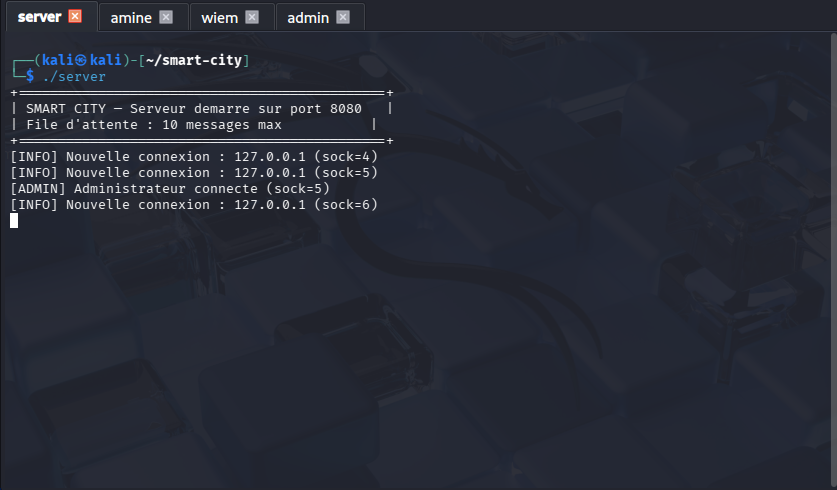 server amine wiem admin
┌──(kali㉿kali)-[~/smart-city]
└─$ ./server
+==============================================+
| SMART CITY — Serveur demarre sur port 8080   |
| File d'attente : 10 messages max           |
+==============================================+
[INFO] Nouvelle connexion : 127.0.0.1 (sock=4)
[INFO] Nouvelle connexion : 127.0.0.1 (sock=5)
[ADMIN] Administrateur connecte (sock=5)
[INFO] Nouvelle connexion : 127.0.0.1 (sock=6)